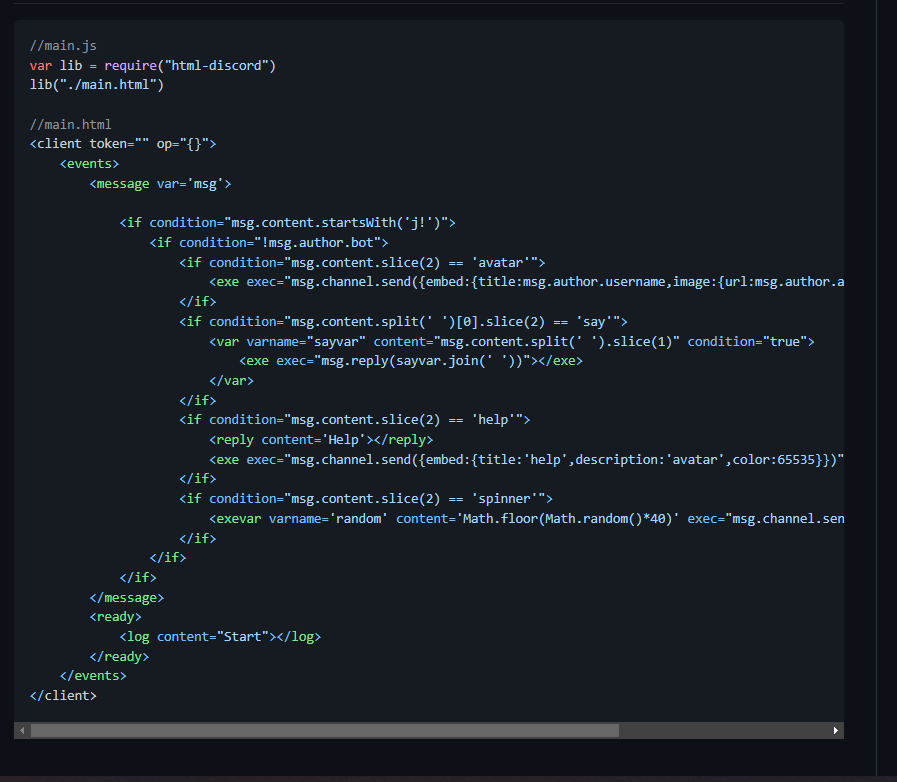 //main.js
var lib = require("html-discord")
lib("./main.html")
//main.html
<client token="" op="{}">
<events>
<message var='msg'>
<if condition="msg.content.startsWith('j!')">
<if condition="!msg.author.bot">
<if condition="msg.content.slice(2) == 'avatar'">
<exe exec="msg.channel.send({embed:{title:msg.author.username,image:{url:msg.author.a
</if>
<if condition="msg.content.split(' ')[0].slice(2) == 'say'">
<var varname="sayvar" content="msg.content.split(' ').slice(1)" condition="true">
<exe exec="msg.reply(sayvar.join(' '))"></exe>
</var>
</if>
<if condition="msg.content.slice(2) == 'help'">
<reply content='Help'></reply>
<exe exec="msg.channel.send({embed:{title:'help',description:'avatar',color:65535}})"
</if>
<if condition="msg.content.slice(2) == 'spinner'">
<exevar varname='random' content='Math.floor(Math.random()*40)' exec="msg.channel.sen
</if>
</if>
</if>
</message>
<ready>
<log content="Start"></log>
</ready>
</events>
</client>